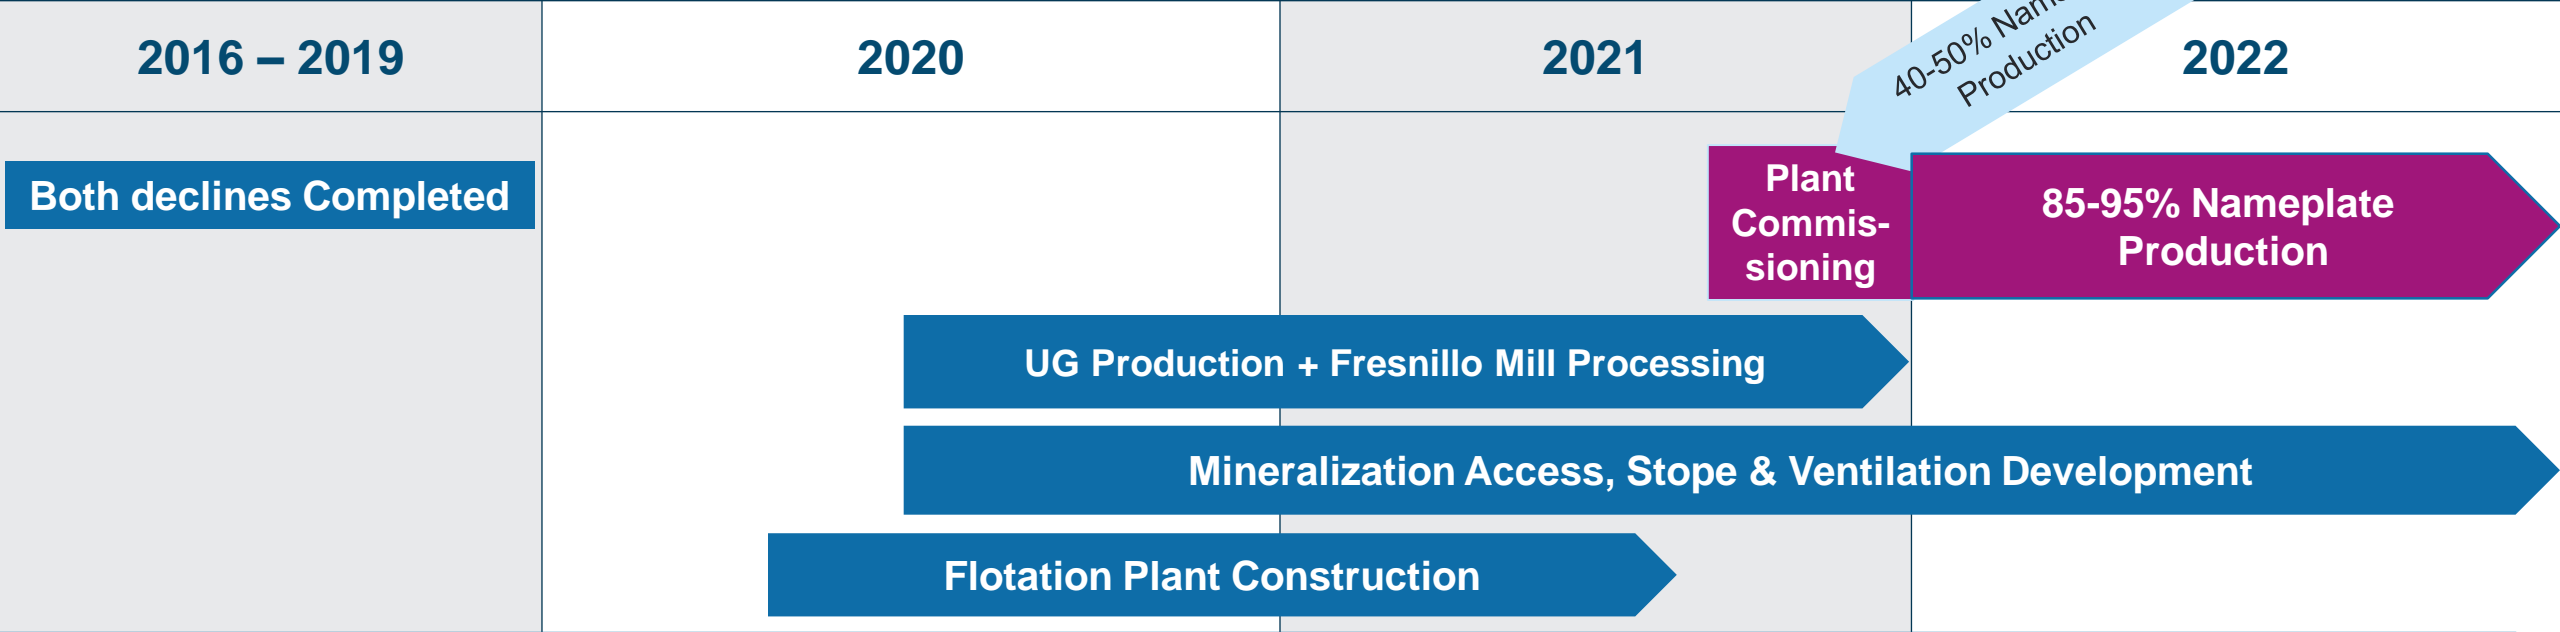 2016 – 2019
2020
2021
2022
40-50%
Production
Both declines Completed
Plant
Commis-
sioning
85-95% Nameplate
Production
UG Production + Fresnillo Mill Processing
Mineralization Access, Stope & Ventilation Development
Flotation Plant Construction